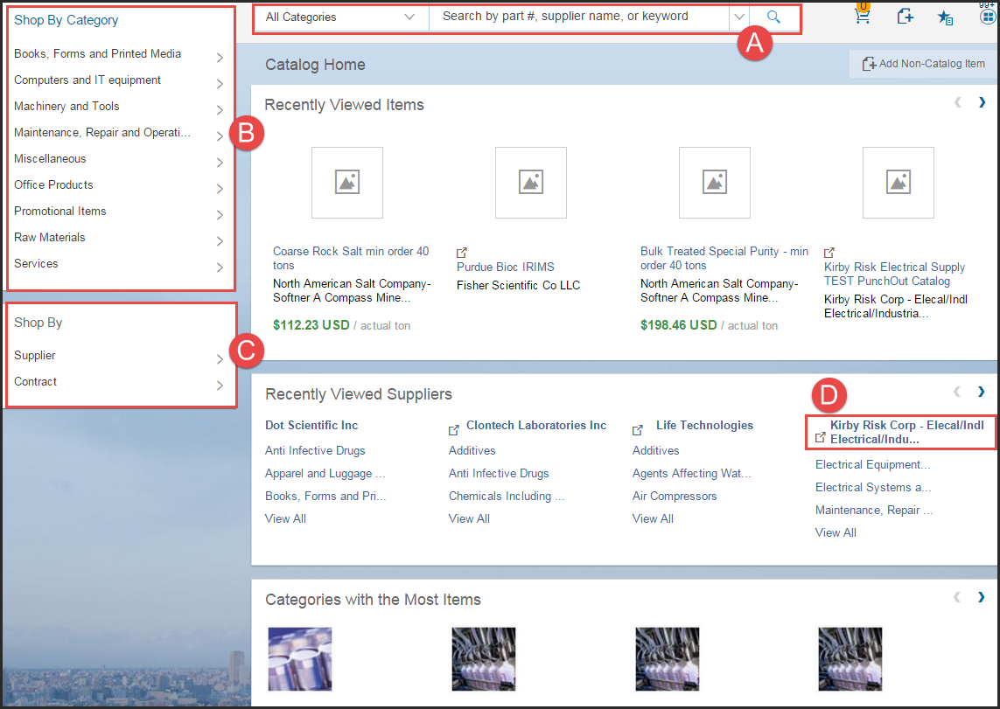 Shop By Category
Books, Forms and Printed Media
Computers and IT equipment
Machinery and Tools
Maintenance, Repair and Operati...
Miscellaneous
Office Products
Promotional Items
Raw Materials
Services
B
Shop By
Supplier
Contract
C
All Categories
Search by part #, supplier name, or keyword
A
0
99+
Catalog Home
Add Non-Catalog Item
Recently Viewed Items
Coarse Rock Salt min order 40
tons
North American Salt Company-
Softner A Compass Mine...
$112.23 USD / actual ton
Purdue Bioc IRIMS
Fisher Scientific Co LLC
Bulk Treated Special Purity - min
order 40 tons
North American Salt Company-
Softner A Compass Mine...
$198.46 USD / actual ton
Kirby Risk Electrical Supply
TEST PunchOut Catalog
Kirby Risk Corp - Elecal/Indl
Electrical/Industria...
Recently Viewed Suppliers
D
Dot Scientific Inc
Anti Infective Drugs
Apparel and Luggage ...
Books, Forms and Pri...
View All
Clontech Laboratories Inc
Additives
Anti Infective Drugs
Chemicals Including ...
View All
Life Technologies
Additives
Agents Affecting Wat...
Air Compressors
View All
Kirby Risk Corp - Elecal/Indl
Electrical/Indu...
Electrical Equipment...
Electrical Systems a...
Maintenance, Repair ...
View All
Categories with the Most Items